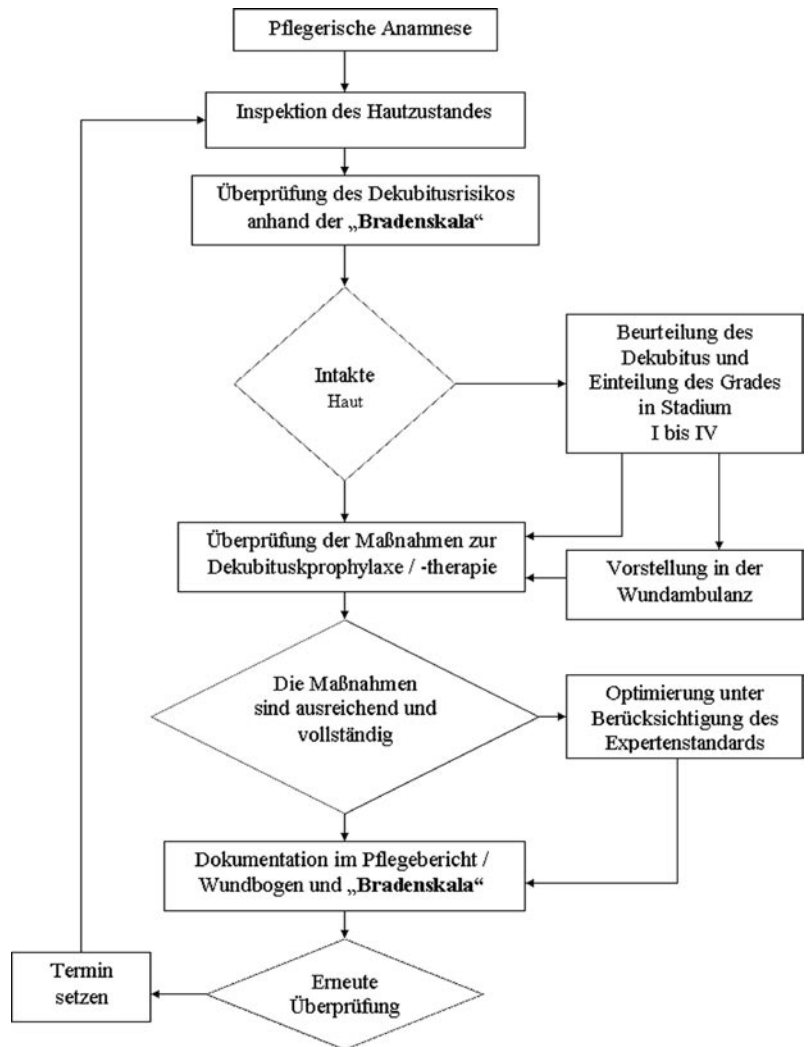 Pflegerische Anamnese
Inspektion des Hautzustandes
Überprüfung des Dekubitusrisikos
anhand der „Bradenskala“
Intakte
Haut
Beurteilung des
Dekubitus und
Einteilung des Grades
in Stadium
I bis IV
Überprüfung der Maßnahmen zur
Dekubituskprophylaxe / -therapie
Vorstellung in der
Wundambulanz
Die Maßnahmen
sind ausreichend und
vollständig
Optimierung unter
Berücksichtigung des
Expertenstandards
Dokumentation im Pflegebericht /
Wundbogen und „Bradenskala“
Termin
setzen
Erneute
Überprüfung